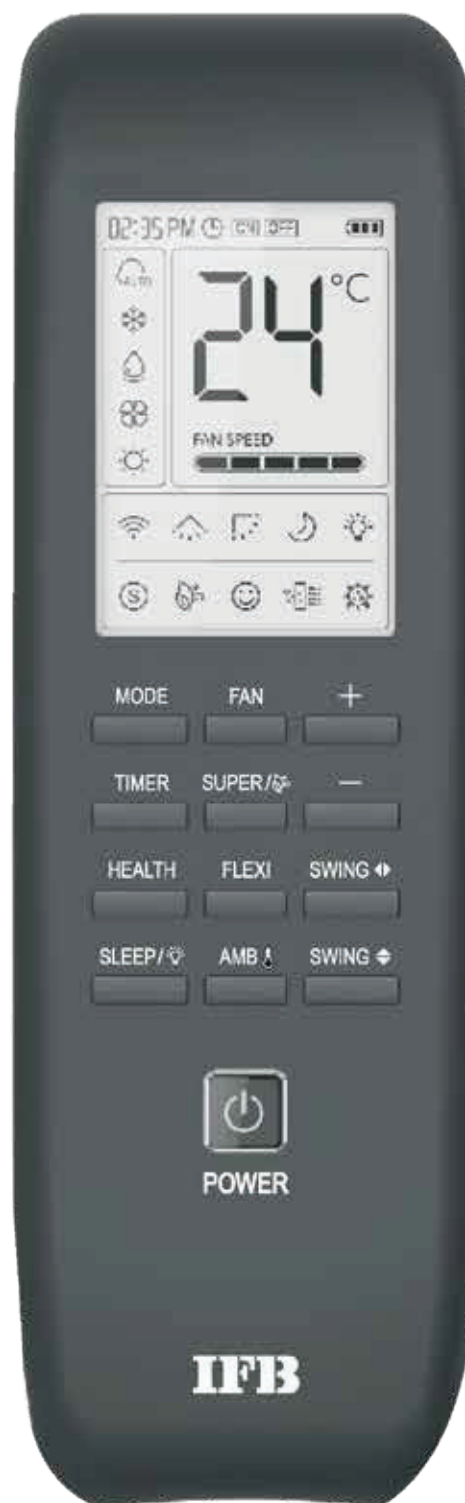 02:35 PM ON OFF
AUTO
24 °C
FAN SPEED
S
MODE FAN +
TIMER SUPER/ −
HEALTH FLEXI SWING
SLEEP/ AMB SWING
POWER
IFB